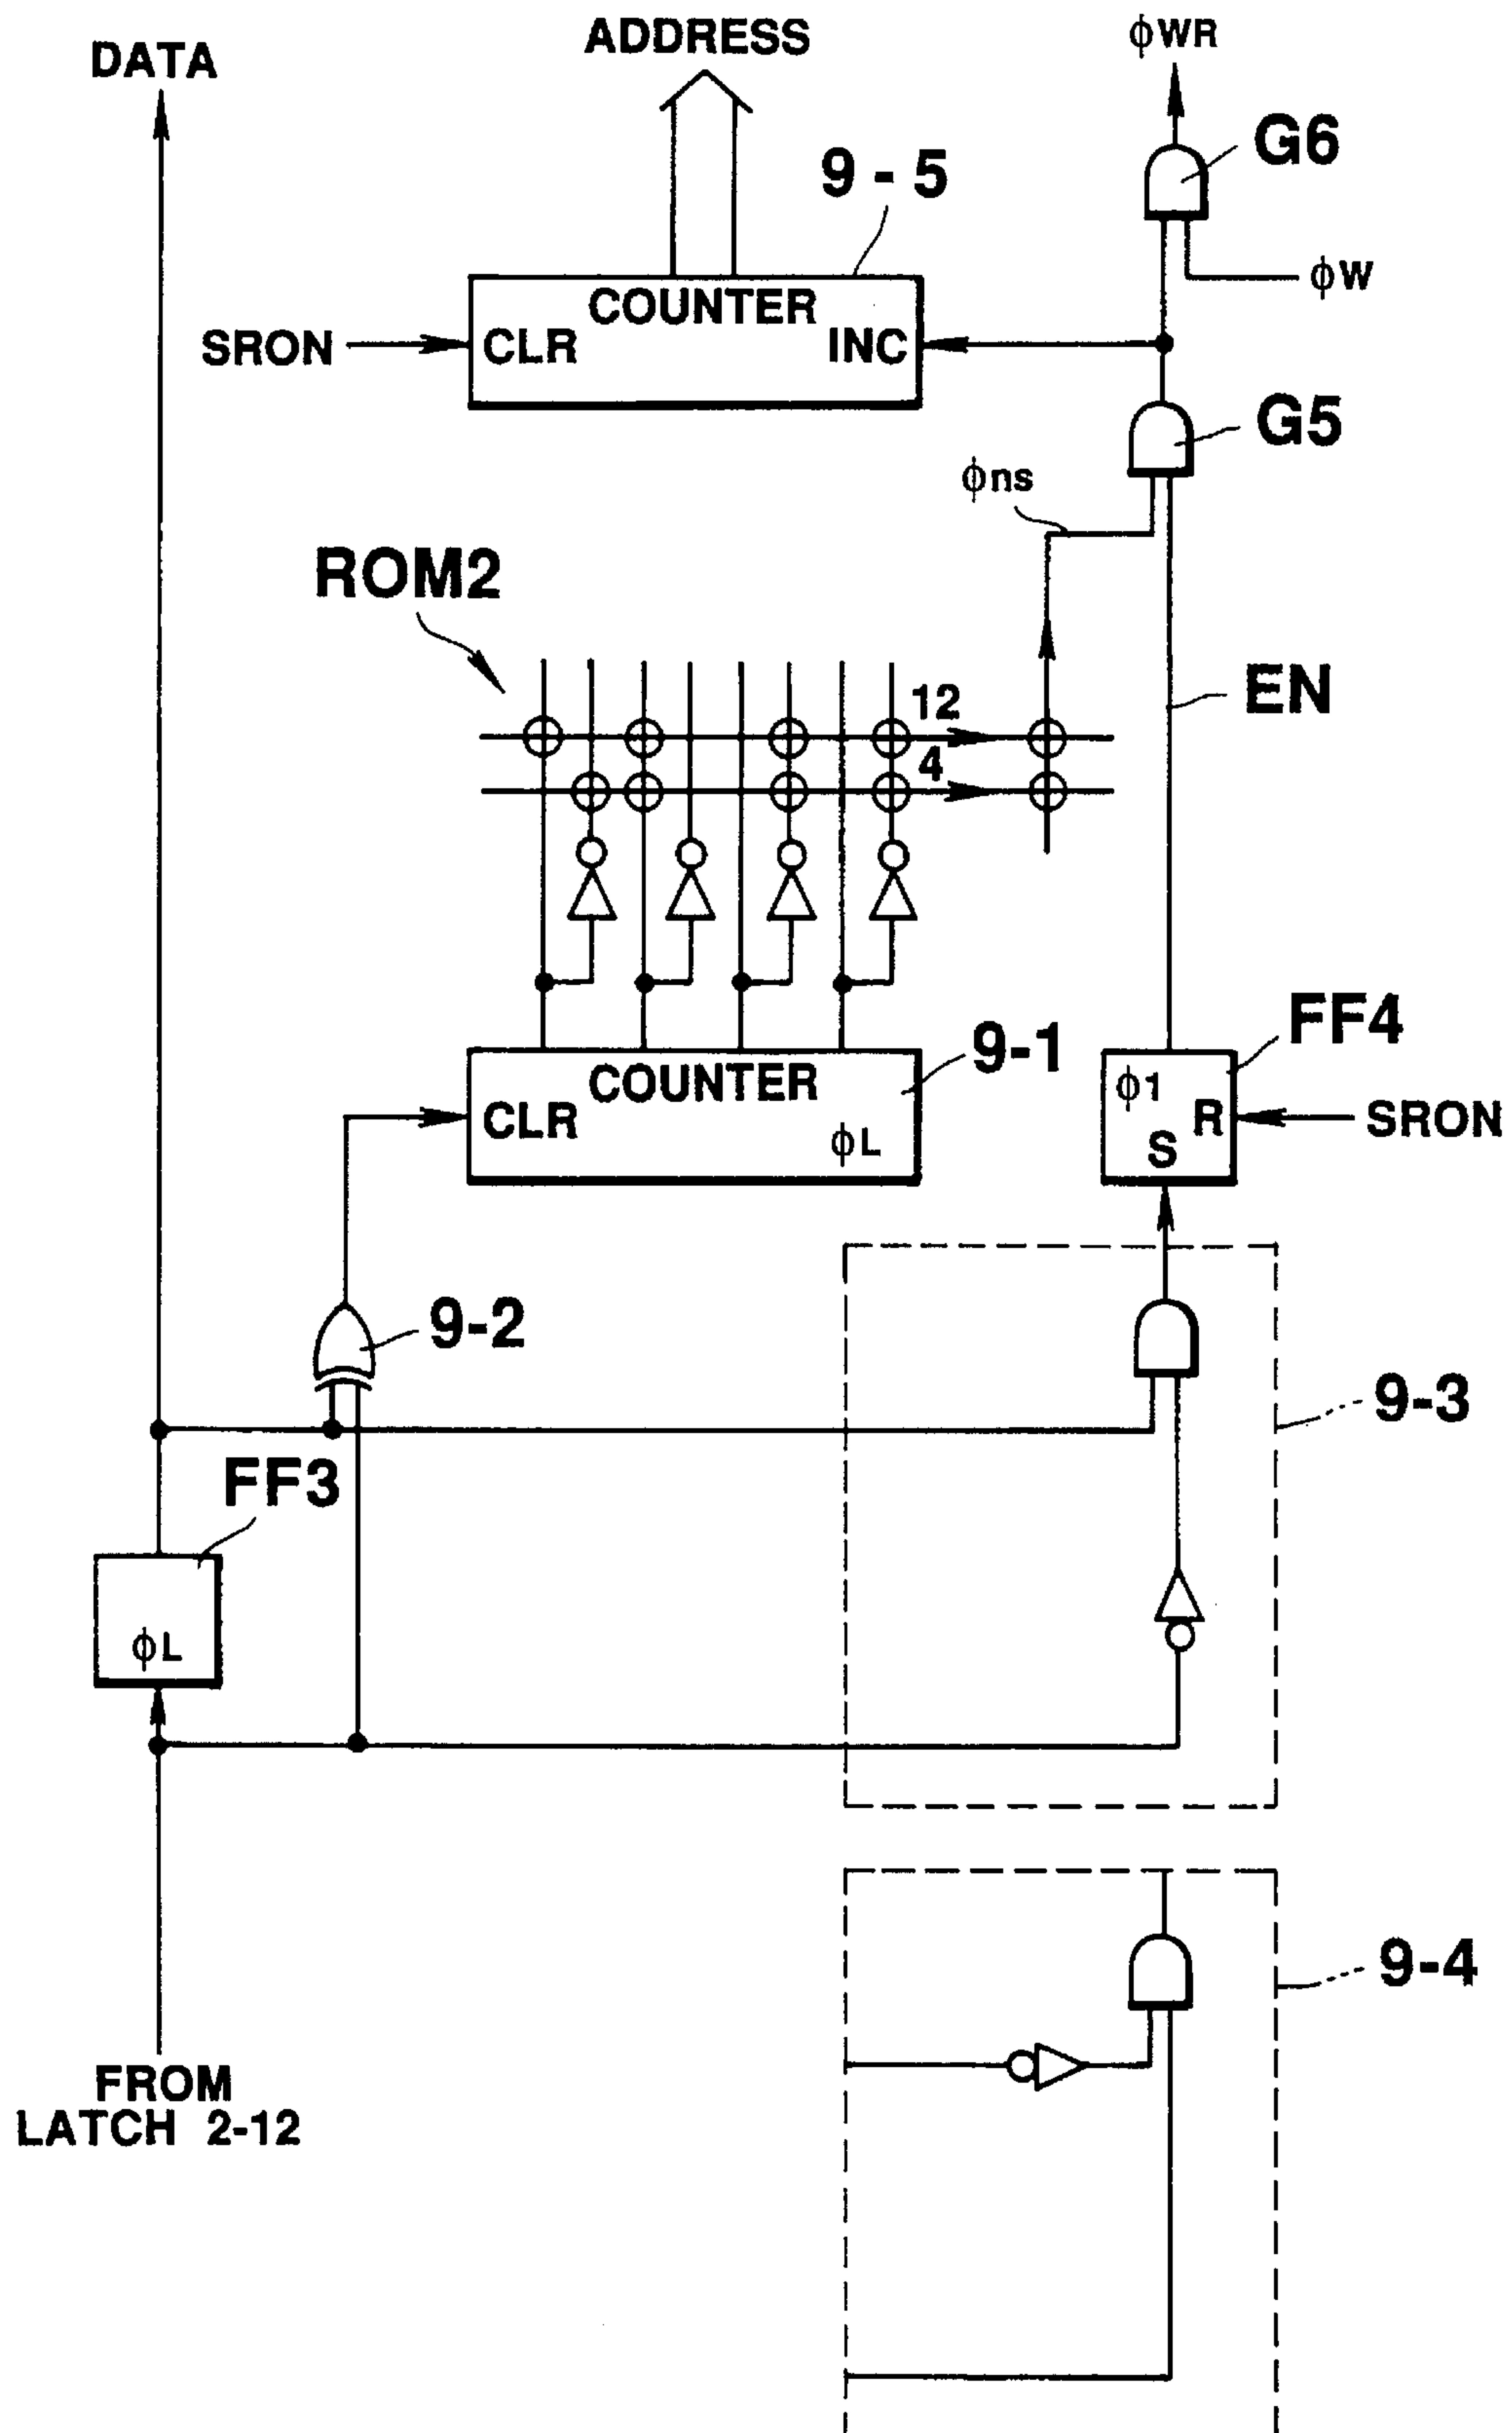 DATA
ADDRESS
ϕWR
G6
9 - 5
ϕW
COUNTER
SRON
CLR
INC
G5
ϕns
ROM2
12
4
EN
FF4
9-1
COUNTER
CLR
ϕL
ϕ1
R
S
SRON
9-2
9-3
FF3
ϕL
9-4
FROM
LATCH 2-12